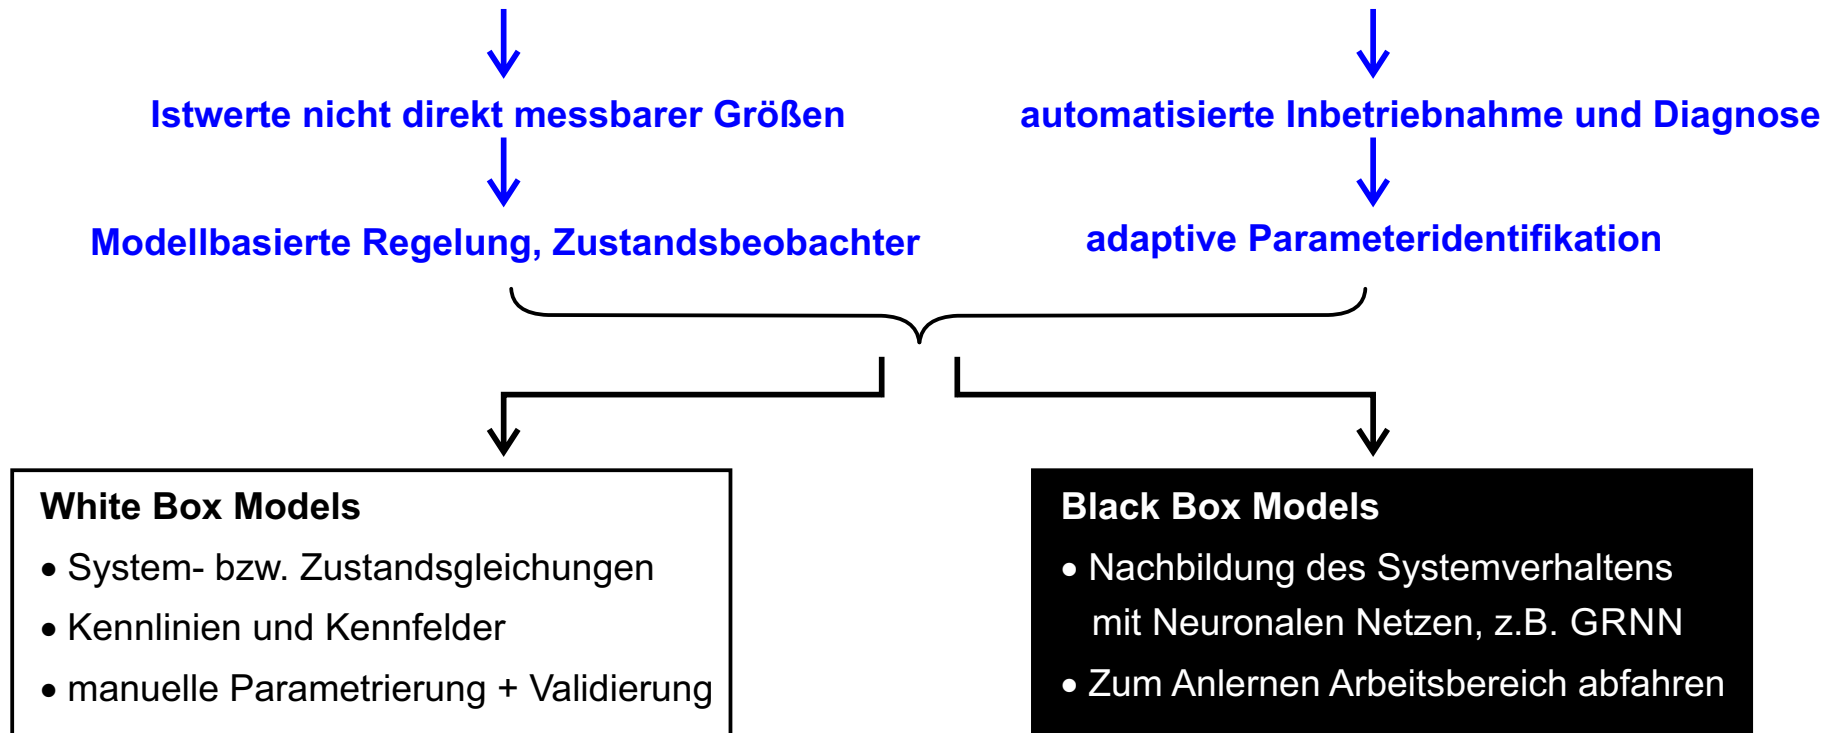 Istwerte nicht direkt messbarer Größen
automatisierte Inbetriebnahme und Diagnose
Modellbasierte Regelung, Zustandsbeobachter
adaptive Parameteridentifikation
White Box Models
• System- bzw. Zustandsgleichungen
• Kennlinien und Kennfelder
• manuelle Parametrierung + Validierung
Black Box Models
• Nachbildung des Systemverhaltens
mit Neuronalen Netzen, z.B. GRNN
• Zum Anlernen Arbeitsbereich abfahren